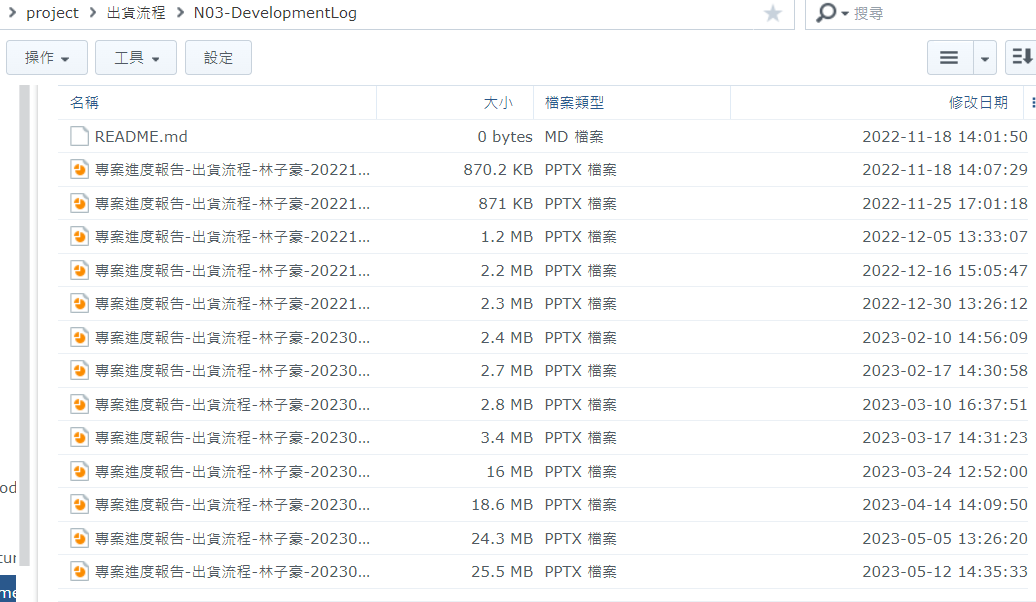 project 出貨流程 N03-DevelopmentLog 搜尋
操作 工具 設定
名稱 大小 檔案類型 修改日期
README.md 0 bytes MD 檔案 2022-11-18 14:01:50
專案進度報告-出貨流程-林子豪-20221... 870.2 KB PPTX 檔案 2022-11-18 14:07:29
專案進度報告-出貨流程-林子豪-20221... 871 KB PPTX 檔案 2022-11-25 17:01:18
專案進度報告-出貨流程-林子豪-20221... 1.2 MB PPTX 檔案 2022-12-05 13:33:07
專案進度報告-出貨流程-林子豪-20221... 2.2 MB PPTX 檔案 2022-12-16 15:05:47
專案進度報告-出貨流程-林子豪-20221... 2.3 MB PPTX 檔案 2022-12-30 13:26:12
專案進度報告-出貨流程-林子豪-20230... 2.4 MB PPTX 檔案 2023-02-10 14:56:09
專案進度報告-出貨流程-林子豪-20230... 2.7 MB PPTX 檔案 2023-02-17 14:30:58
專案進度報告-出貨流程-林子豪-20230... 2.8 MB PPTX 檔案 2023-03-10 16:37:51
專案進度報告-出貨流程-林子豪-20230... 3.4 MB PPTX 檔案 2023-03-17 14:31:23
專案進度報告-出貨流程-林子豪-20230... 16 MB PPTX 檔案 2023-03-24 12:52:00
專案進度報告-出貨流程-林子豪-20230... 18.6 MB PPTX 檔案 2023-04-14 14:09:50
專案進度報告-出貨流程-林子豪-20230... 24.3 MB PPTX 檔案 2023-05-05 13:26:20
專案進度報告-出貨流程-林子豪-20230... 25.5 MB PPTX 檔案 2023-05-12 14:35:33